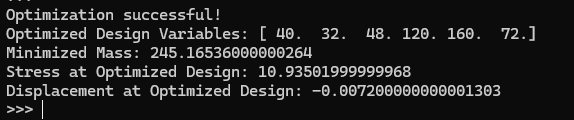 Optimization successful!
Optimized Design Variables: [ 40.  32.  48. 120. 160.  72.]
Minimized Mass: 245.16536000000264
Stress at Optimized Design: 10.93501999999968
Displacement at Optimized Design: -0.007200000000001303
>>>